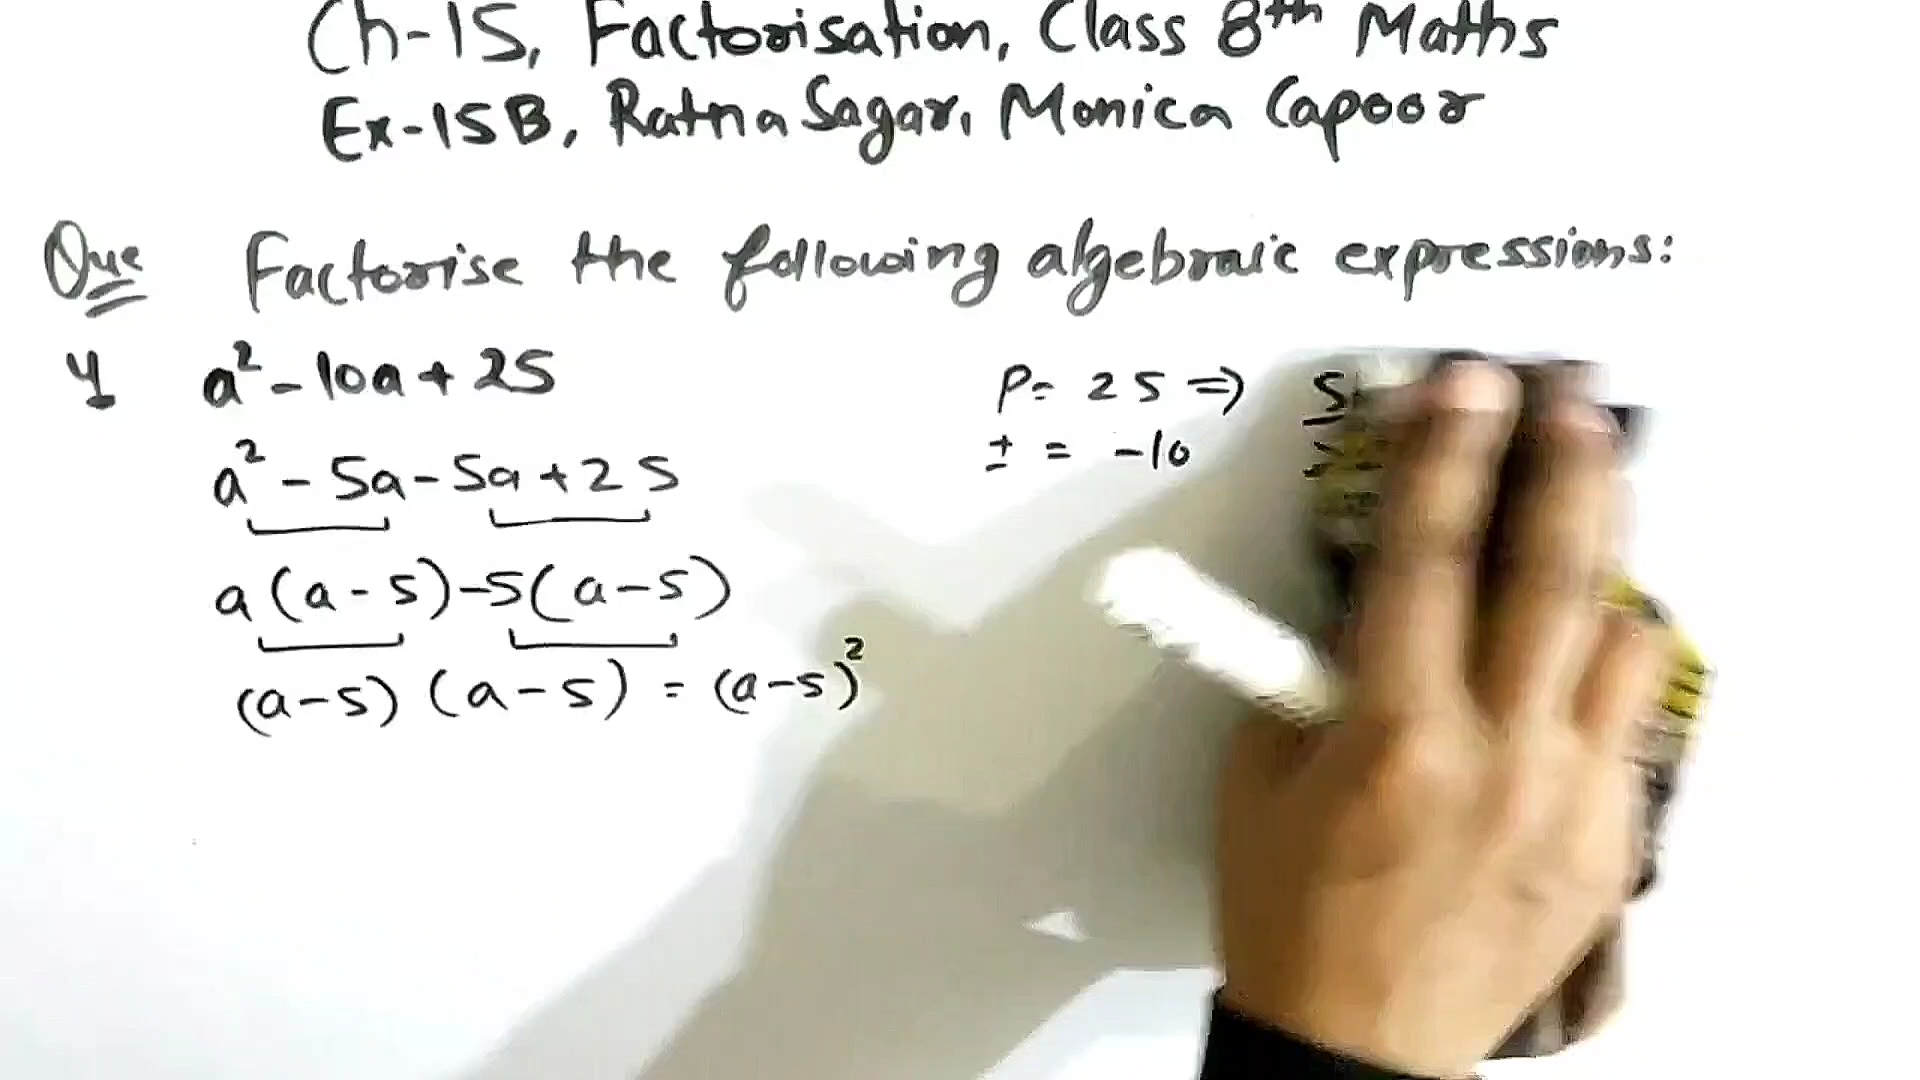 Ch-15, Factorisation, Class 8th Maths
Ex-15B, Ratna Sagar, Monica Capoor
Que Factorise the following algebraic expressions:
1 a² - 10a + 25
P = 25 ⇒
± = -10
a² - 5a - 5a + 25
a(a - 5) - 5(a - 5)
(a - 5) (a - 5) = (a - 5)²